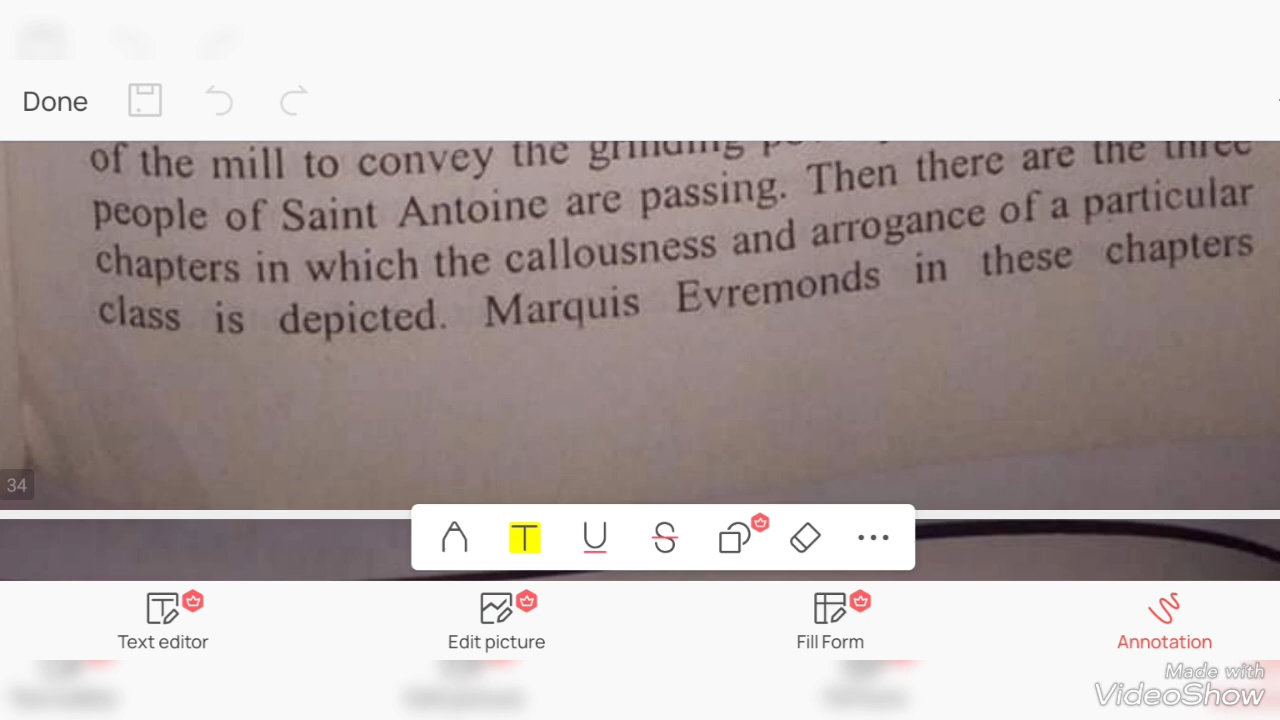 Done
of the mill to convey the grinding
people of Saint Antoine are passing. Then there are the three
chapters in which the callousness and arrogance of a particular
class is depicted. Marquis Evremonds in these chapters
34
Text editor
Edit picture
Fill Form
Annotation
Made with
VideoShow